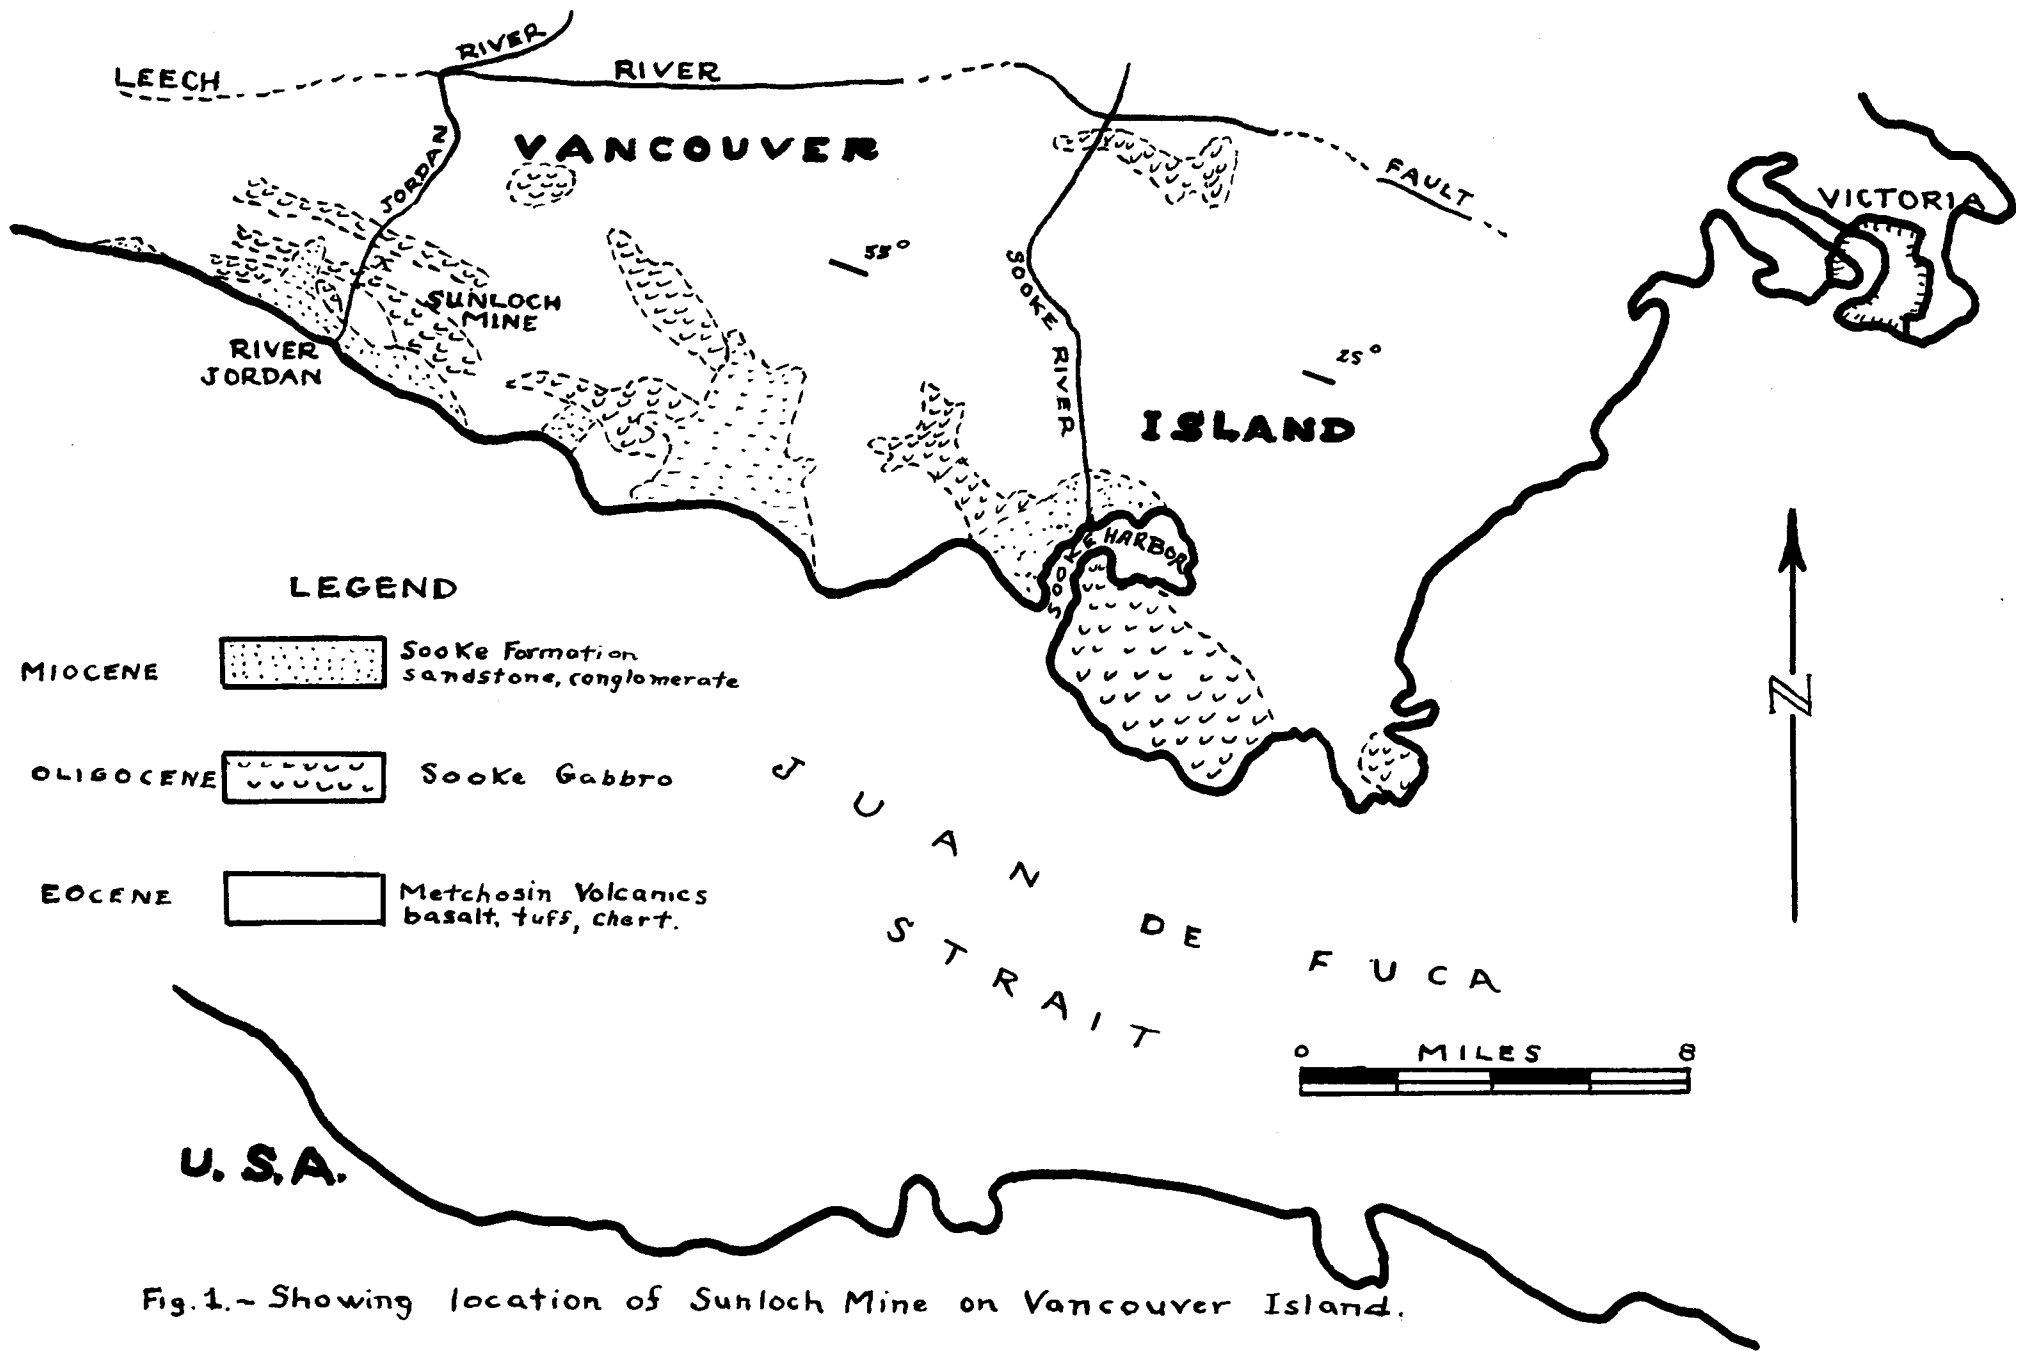 RIVER
LEECH
RIVER
JORDAN
VANCOUVER
FAULT
VICTORIA
55°
SOOKE RIVER
SUNLOCH
MINE
RIVER
JORDAN
25°
ISLAND
SOOKE HARBOR
LEGEND
MIOCENE
Sooke Formation
sandstone, conglomerate
OLIGOCENE
Sooke Gabbro
EOCENE
Metchosin Volcanics
basalt, tuff, chert.
N
JUAN DE FUCA
STRAIT
0 MILES 8
U.S.A.
Fig. 1.~ Showing location of Sunloch Mine on Vancouver Island.